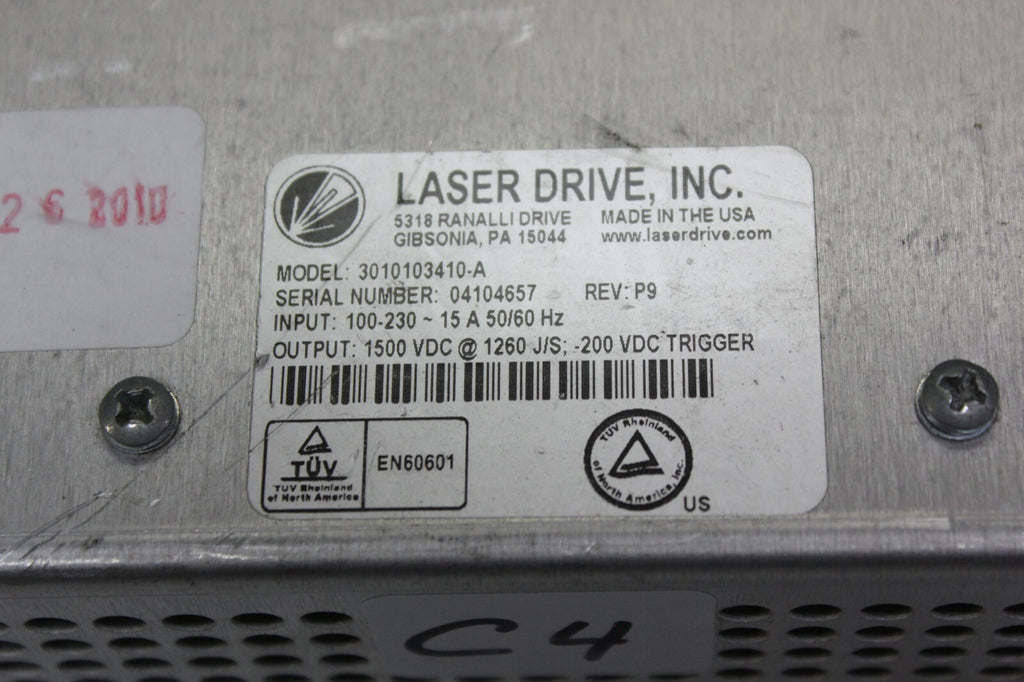 2 6 2010
LASER DRIVE, INC.
5318 RANALLI DRIVE MADE IN THE USA
GIBSONIA, PA 15044 www.laserdrive.com
MODEL: 3010103410-A
SERIAL NUMBER: 04104657 REV: P9
INPUT: 100-230 ~ 15 A 50/60 Hz
OUTPUT: 1500 VDC @ 1260 J/S; -200 VDC TRIGGER
TÜV
TUV Rheinland
of North America
EN60601
TUV Rheinland
of North America, Inc.
US
C4